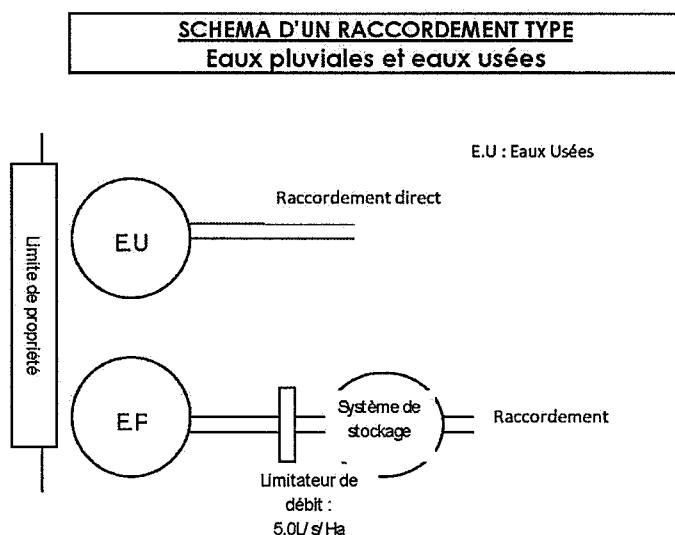 SCHEMA D'UN RACCORDEMENT TYPE
Eaux pluviales et eaux usées
E.U : Eaux Usées
Raccordement direct
E.U
Limite de propriété
E.F
Système de
stockage
Raccordement
Limitateur de
débit :
5.0L/s/Ha